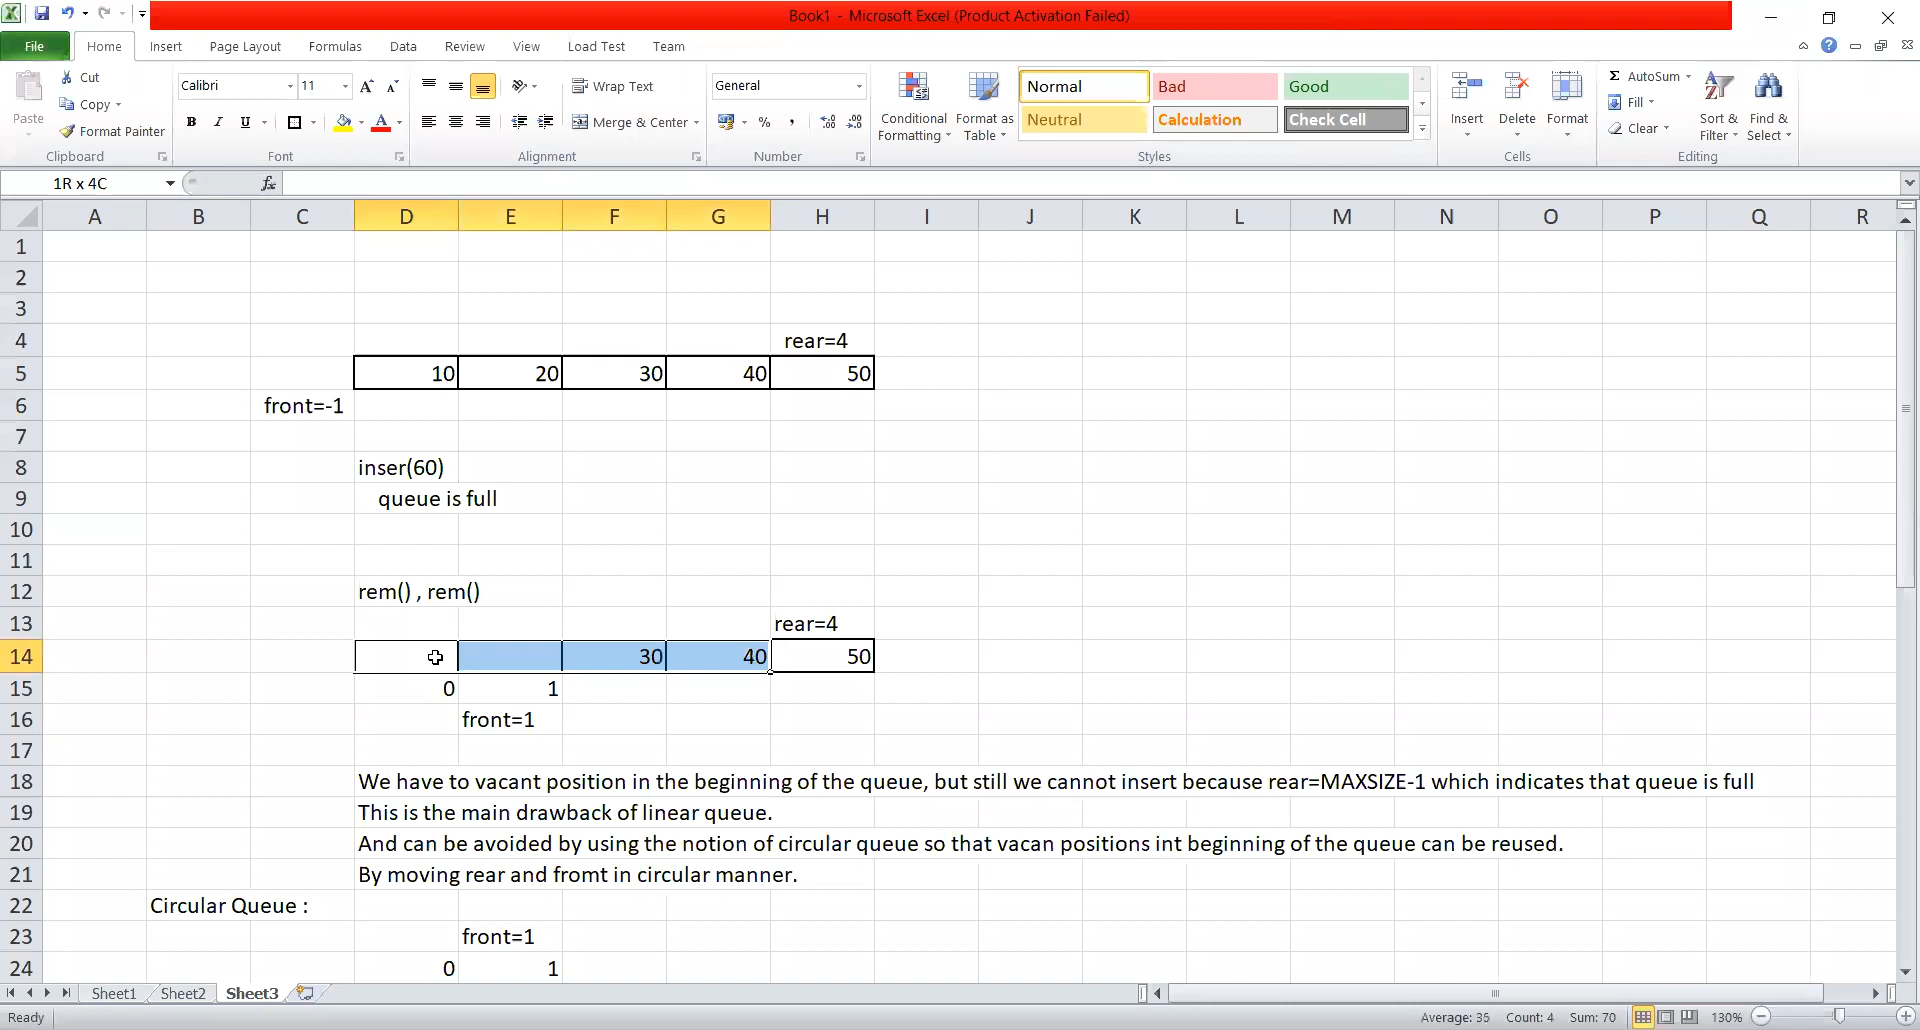 Book1 - Microsoft Excel (Product Activation Failed)
File Home Insert Page Layout Formulas Data Review View Load Test Team
Paste
Cut
Copy
Format Painter
Clipboard
Calibri 11
B I U
Font
Wrap Text
Merge & Center
Alignment
General
Number
Conditional Formatting
Format as Table
Normal Bad Good
Neutral Calculation Check Cell
Styles
Insert Delete Format
Cells
AutoSum
Fill
Clear
Sort & Filter
Find & Select
Editing
1R x 4C fx
A B C D E F G H I J K L M N O P Q R
1
2
3
4 rear=4
5 10 20 30 40 50
6 front=-1
7
8 inser(60)
9 queue is full
10
11
12 rem() , rem()
13 rear=4
14 30 40 50
15 0 1
16 front=1
17
18 We have to vacant position in the beginning of the queue, but still we cannot insert because rear=MAXSIZE-1 which indicates that queue is full
19 This is the main drawback of linear queue.
20 And can be avoided by using the notion of circular queue so that vacan positions int beginning of the queue can be reused.
21 By moving rear and fromt in circular manner.
22 Circular Queue :
23 front=1
24 0 1
Sheet1 Sheet2 Sheet3
Ready Average: 35 Count: 4 Sum: 70 130%